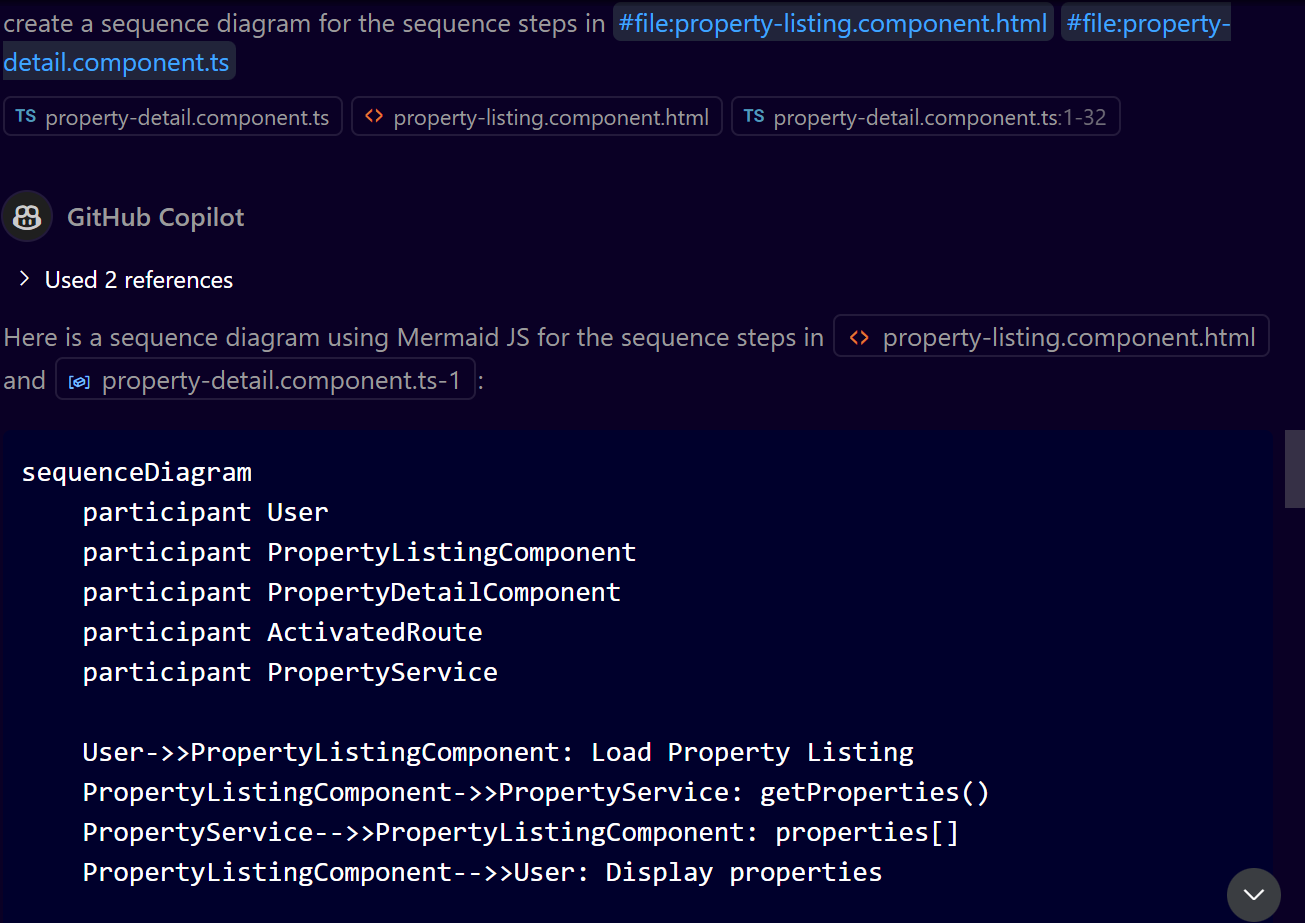 create a sequence diagram for the sequence steps in #file:property-listing.component.html #file:property-
detail.component.ts
TS property-detail.component.ts <> property-listing.component.html TS property-detail.component.ts:1-32
GitHub Copilot
> Used 2 references
Here is a sequence diagram using Mermaid JS for the sequence steps in <> property-listing.component.html
and property-detail.component.ts-1 :
sequenceDiagram
    participant User
    participant PropertyListingComponent
    participant PropertyDetailComponent
    participant ActivatedRoute
    participant PropertyService
    User->>PropertyListingComponent: Load Property Listing
    PropertyListingComponent->>PropertyService: getProperties()
    PropertyService-->>PropertyListingComponent: properties[]
    PropertyListingComponent-->>User: Display properties